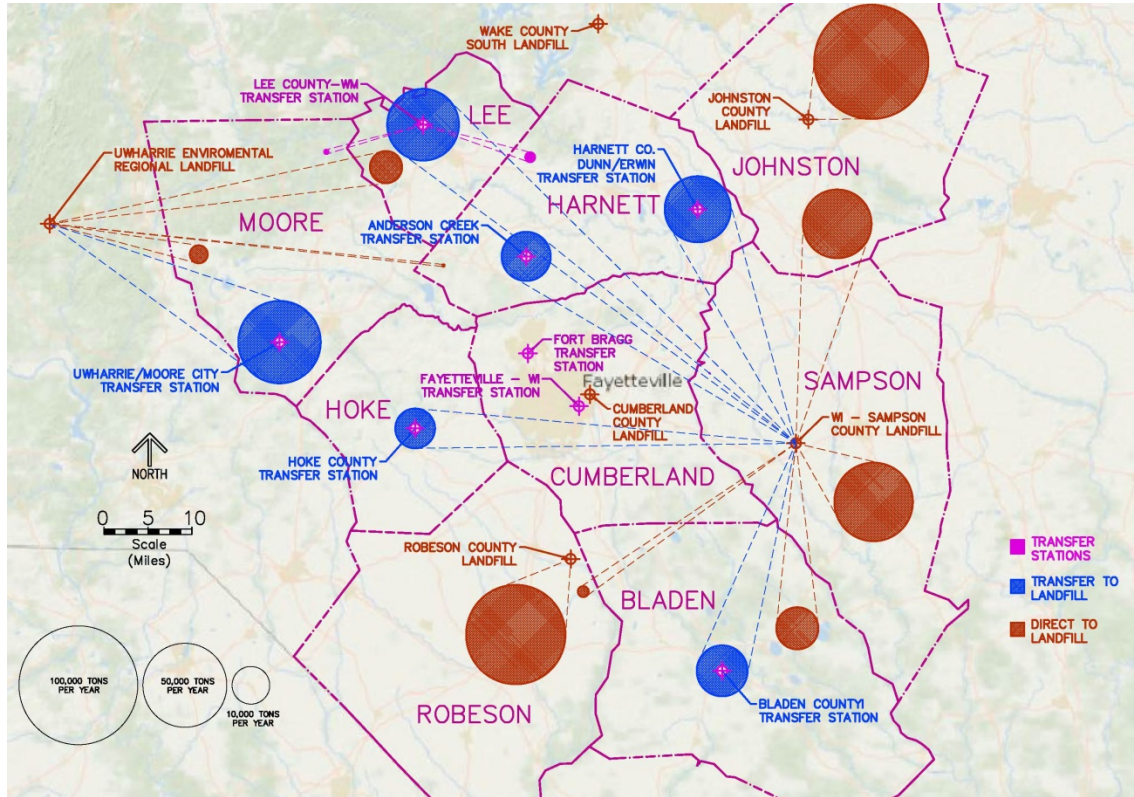 WAKE COUNTY
SOUTH LANDFILL
LEE COUNTY-WM
TRANSFER STATION
LEE
JOHNSTON
COUNTY
LANDFILL
UWHARRIE ENVIROMENTAL
REGIONAL LANDFILL
HARNETT CO.
DUNN/ERWIN
TRANSFER STATION
JOHNSTON
MOORE
HARNETT
ANDERSON CREEK
TRANSFER STATION
FORT BRAGG
TRANSFER
STATION
UWHARRIE/MOORE CITY
TRANSFER STATION
FAYETTEVILLE - WI
TRANSFER STATION
Fayetteville
SAMPSON
HOKE
CUMBERLAND
COUNTY
LANDFILL
WI - SAMPSON
COUNTY LANDFILL
NORTH
HOKE COUNTY
TRANSFER STATION
CUMBERLAND
0 5 10
Scale
(Miles)
ROBESON COUNTY
LANDFILL
TRANSFER
STATIONS
TRANSFER TO
LANDFILL
DIRECT TO
LANDFILL
BLADEN
100,000 TONS
PER YEAR
50,000 TONS
PER YEAR
10,000 TONS
PER YEAR
ROBESON
BLADEN COUNTY1
TRANSFER STATION